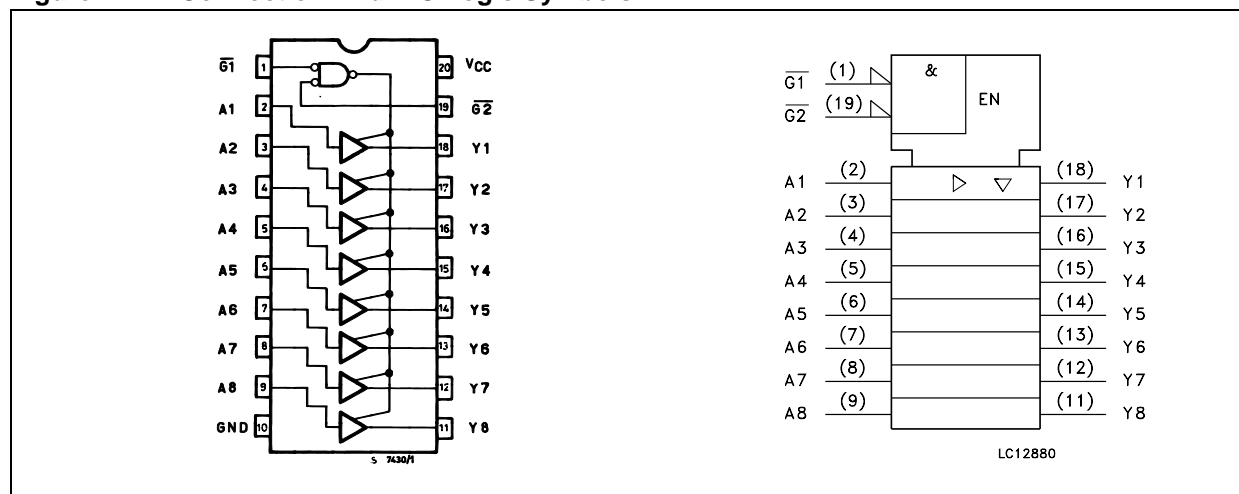 G1 1 20 VCC
A1 2 19 G2
A2 3 18 Y1
A3 4 17 Y2
A4 5 16 Y3
A5 6 15 Y4
A6 7 14 Y5
A7 8 13 Y6
A8 9 12 Y7
GND 10 11 Y8
S 7430/1
& EN
G1 (1)
G2 (19)
A1 (2) (18) Y1
A2 (3) (17) Y2
A3 (4) (16) Y3
A4 (5) (15) Y4
A5 (6) (14) Y5
A6 (7) (13) Y6
A7 (8) (12) Y7
A8 (9) (11) Y8
LC12880